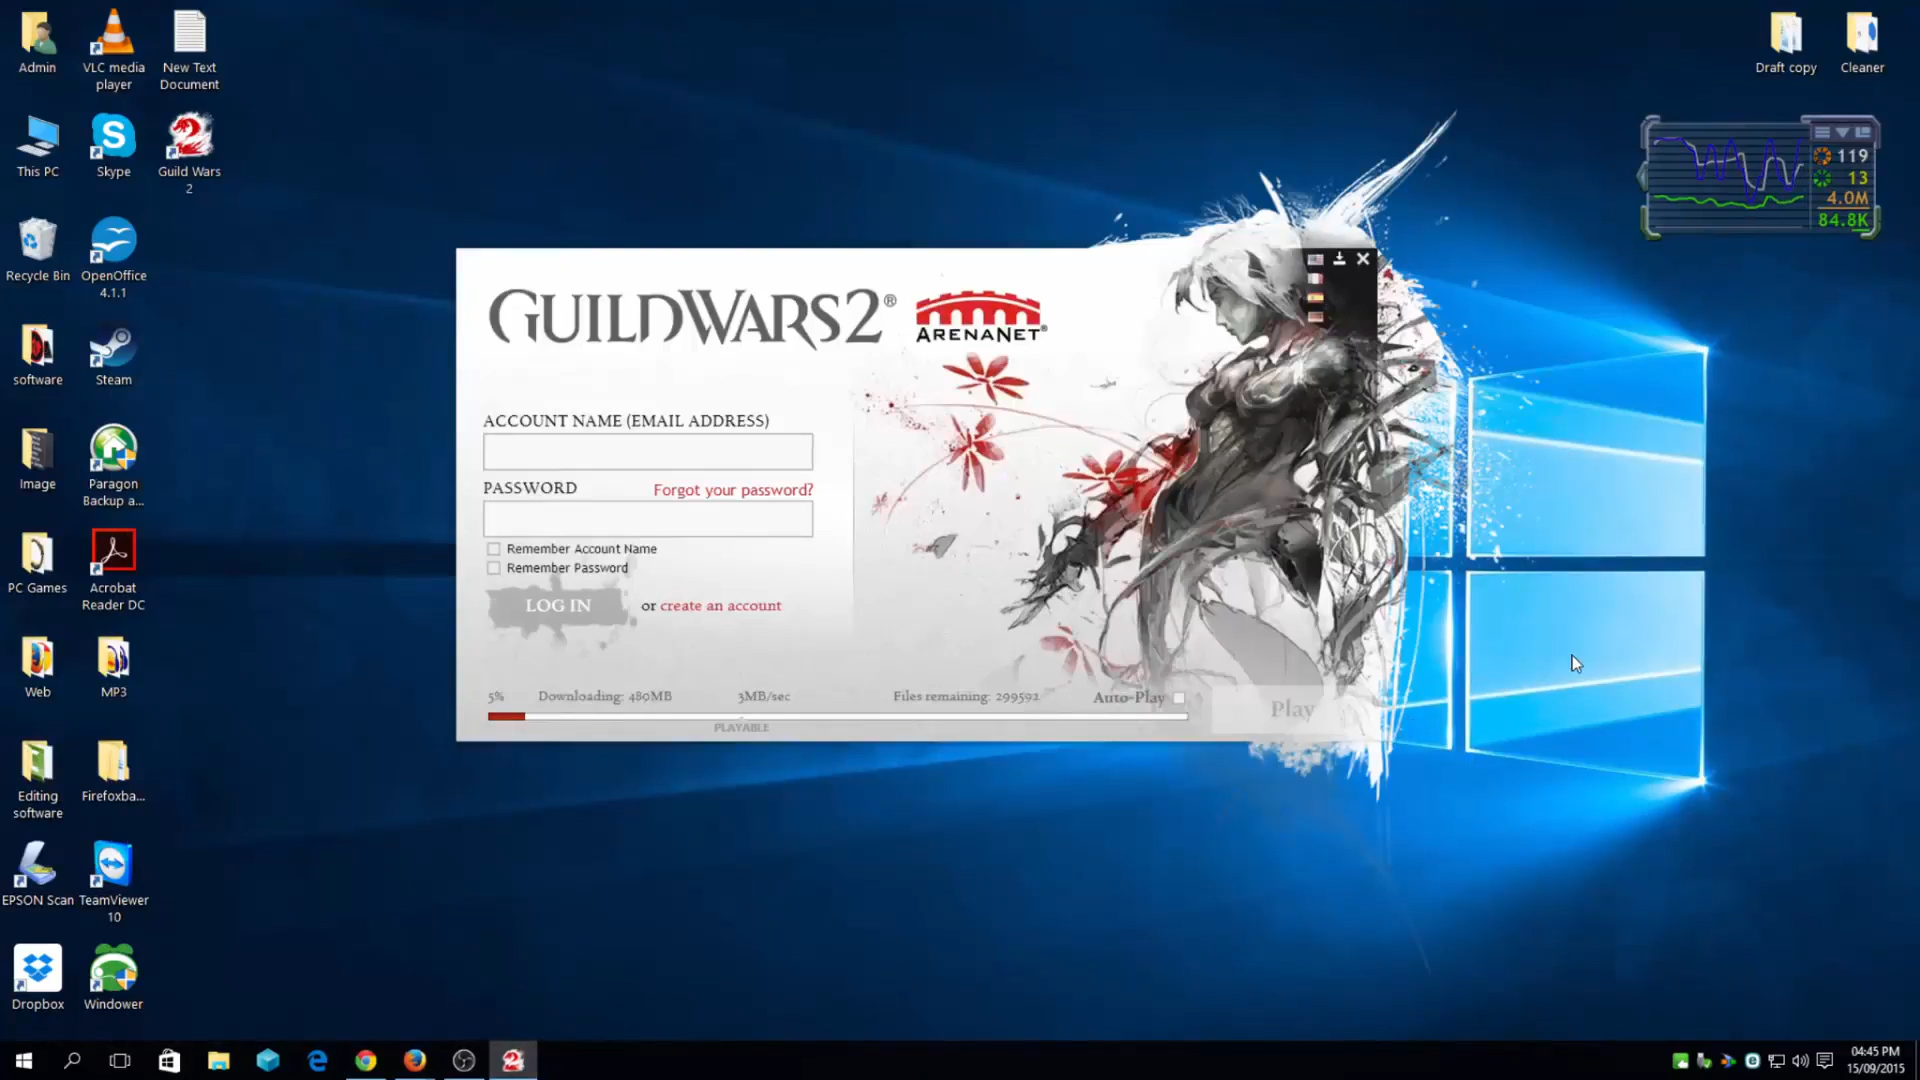 Admin
VLC media
player
New Text
Document
Draft copy
Cleaner
This PC
Skype
Guild Wars
2
119
13
4.0M
84.8K
Recycle Bin
OpenOffice
4.1.1
GUILD WARS 2®
ARENANET®
software
Steam
ACCOUNT NAME (EMAIL ADDRESS)
Image
Paragon
Backup a...
PASSWORD
Forgot your password?
Remember Account Name
Remember Password
PC Games
Acrobat
Reader DC
LOG IN
or create an account
Web
MP3
5%
Downloading: 489MB
3MB/sec
Files remaining: 299592
Auto-Play
Play
PLAYABLE
Editing
software
Firefoxba...
EPSON Scan
TeamViewer
10
Dropbox
Windower
04:45 PM
15/09/2015